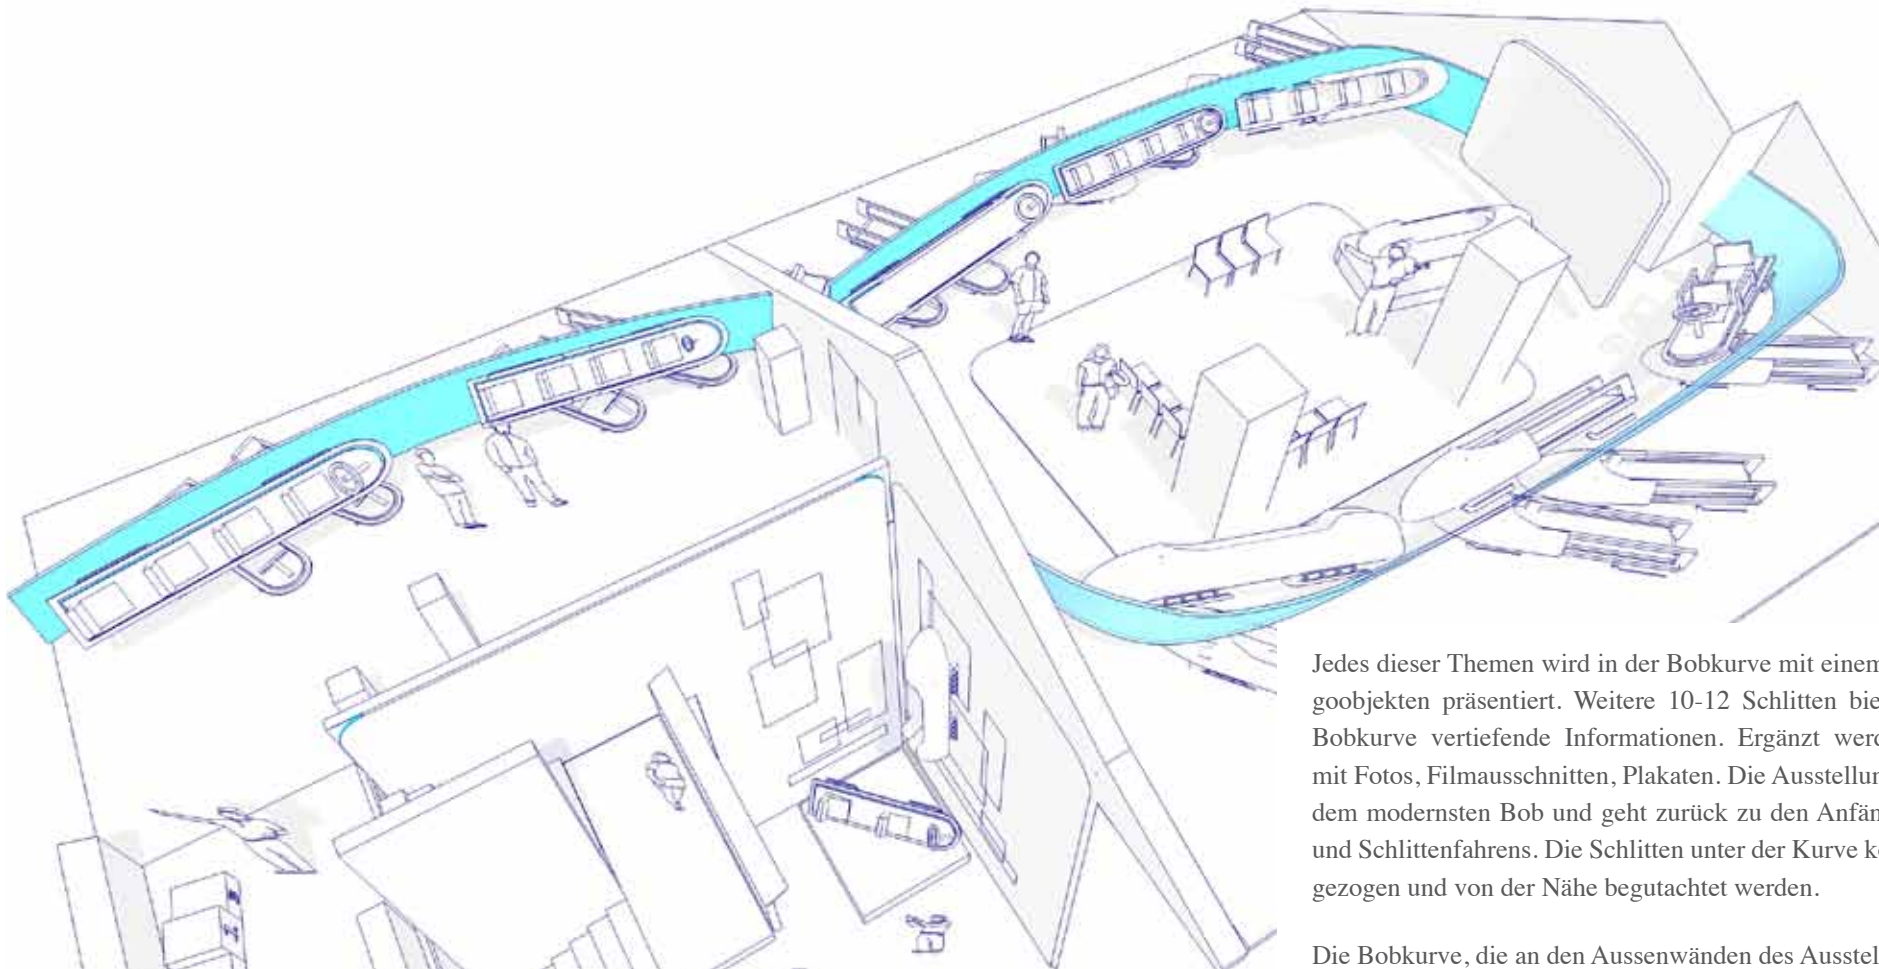 Jedes dieser Themen wird in der Bobkurve mit einem
goobjekten präsentiert. Weitere 10-12 Schlitten bie
Bobkurve vertiefende Informationen. Ergänzt werd
mit Fotos, Filmausschnitten, Plakaten. Die Ausstellun
dem modernsten Bob und geht zurück zu den Anfän
und Schlittenfahrens. Die Schlitten unter der Kurve k
gezogen und von der Nähe begutachtet werden.
Die Bobkurve, die an den Aussenwänden des Ausstel